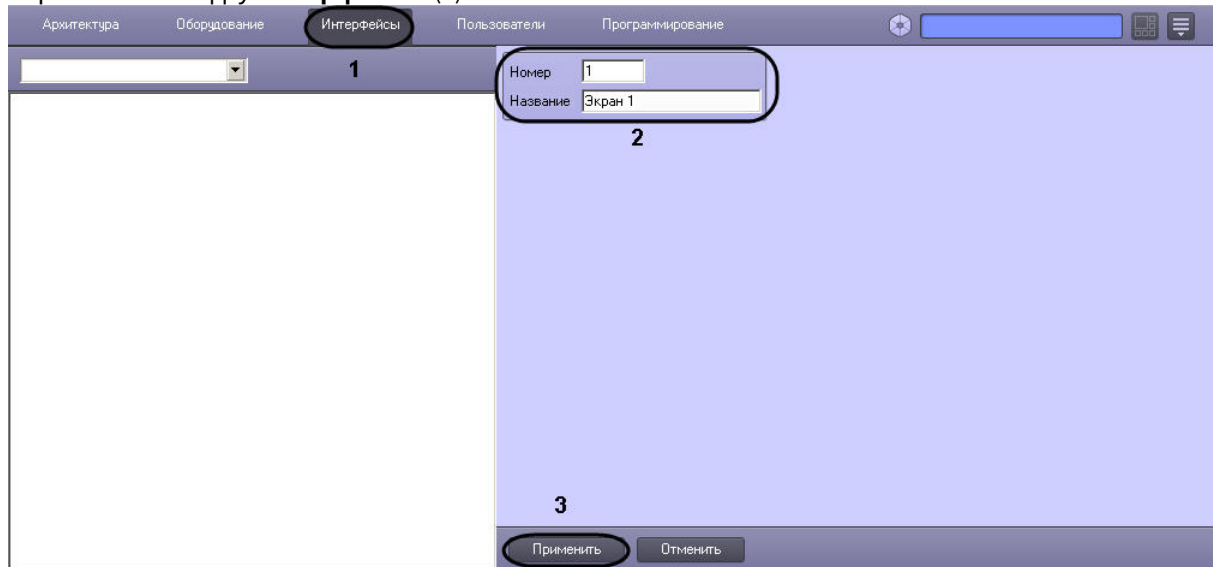 Архитектура Оборудование Интерфейсы Пользователи Программирование
1
Номер 1
Название Экран 1
2
3
Применить Отменить